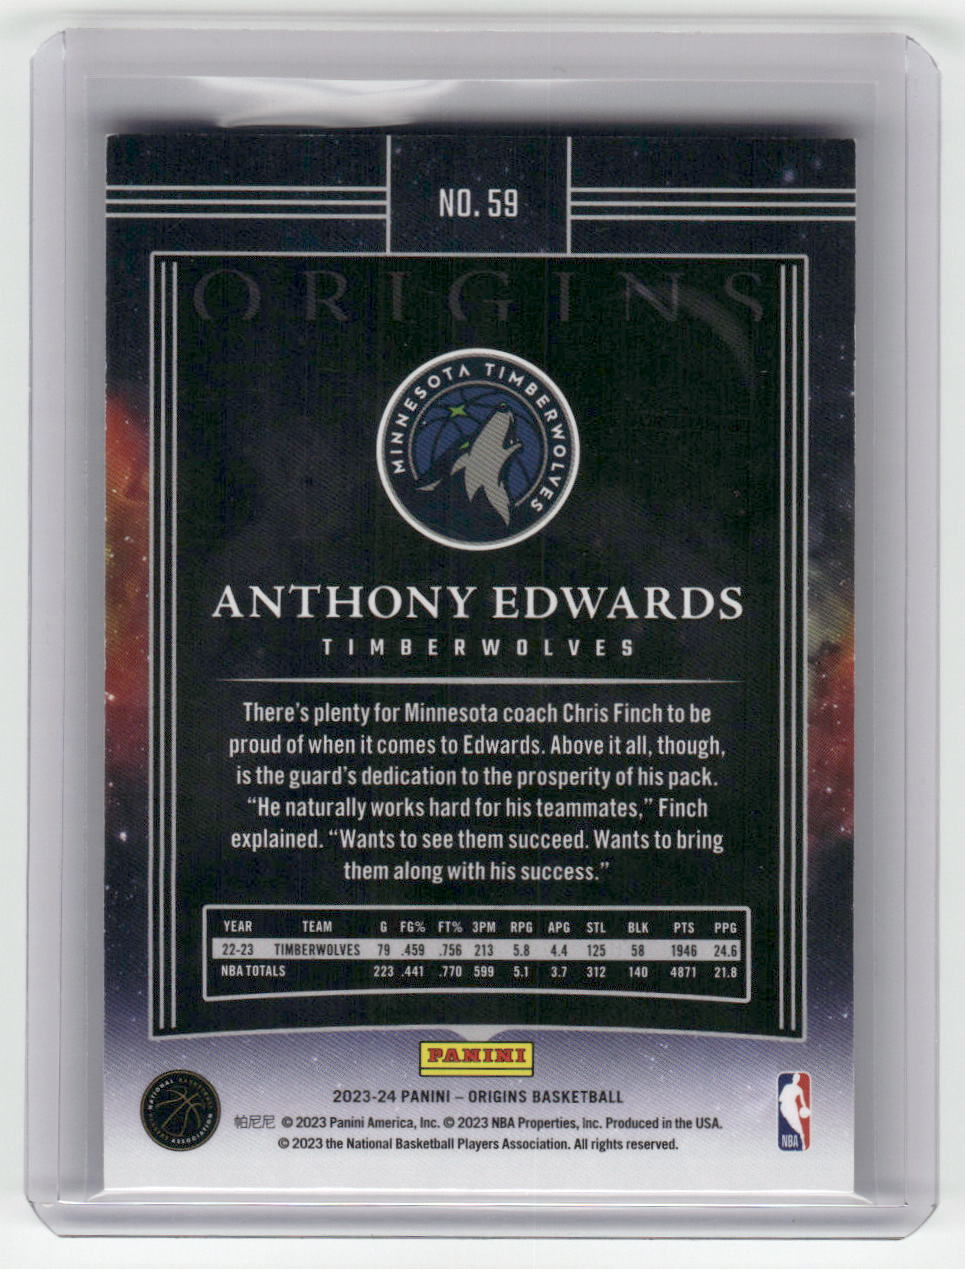 NO. 59
ORIGINS
MINNESOTA TIMBERWOLVES
ANTHONY EDWARDS
TIMBERWOLVES
There's plenty for Minnesota coach Chris Finch to be
proud of when it comes to Edwards. Above it all, though,
is the guard's dedication to the prosperity of his pack.
“He naturally works hard for his teammates,” Finch
explained. “Wants to see them succeed. Wants to bring
them along with his success.”
YEAR TEAM G FG% FT% 3PM RPG APG STL BLK PTS PPG
22-23 TIMBERWOLVES 79 .459 .756 213 5.8 4.4 125 58 1946 24.6
NBA TOTALS 223 .441 .770 599 5.1 3.7 312 140 4871 21.8
PANINI
2023-24 PANINI – ORIGINS BASKETBALL
帕尼尼 © 2023 Panini America, Inc. © 2023 NBA Properties, Inc. Produced in the USA.
© 2023 the National Basketball Players Association. All rights reserved.
NATIONAL BASKETBALL PLAYERS ASSOCIATION
NBA